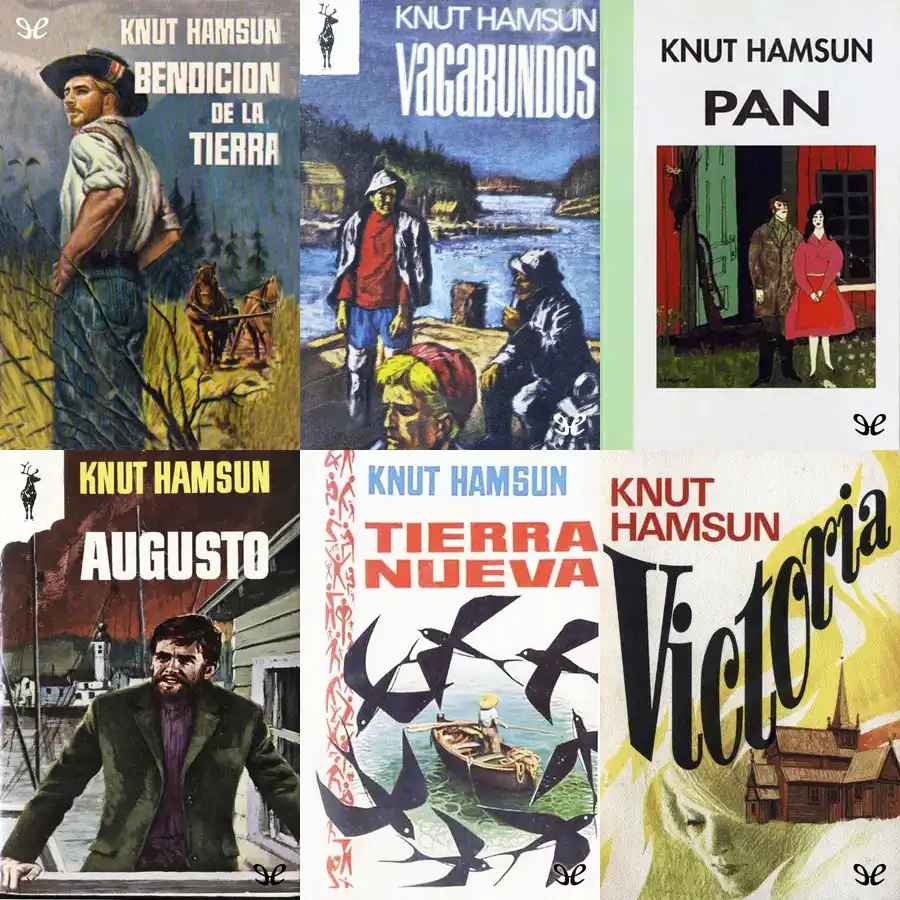 KNUT HAMSUN
BENDICION
DE LA
TIERRA
KNUT HAMSUN
VAGABUNDOS
KNUT HAMSUN
PAN
KNUT HAMSUN
AUGUSTO
KNUT HAMSUN
TIERRA
NUEVA
KNUT
HAMSUN
Victoria